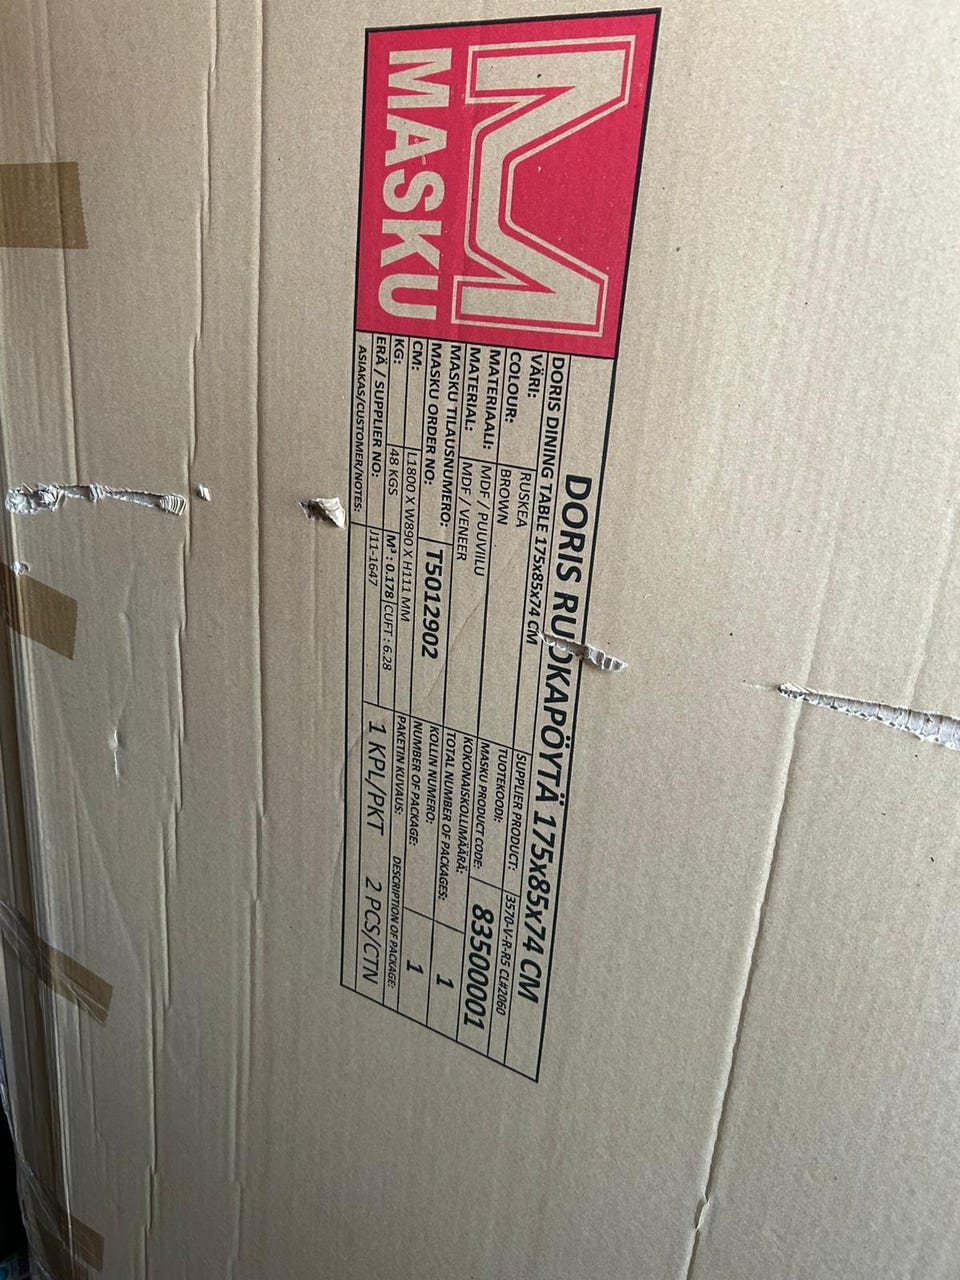 MASKU
DORIS RUOKAPÖYTÄ 175x85x74 CM
DORIS DINING TABLE 175x85x74 CM
VÄRI: RUSKEA
COLOUR: BROWN
MATERIAALI: MDF / PUUVIILU
MATERIAL: MDF / VENEER
MASKU TILAUSNUMERO:
MASKU ORDER NO: T5012902
CM: L1800 X W890 X H111 MM
KG: 48 KGS M³ : 0.178 CUFT : 6.28
ERÄ / SUPPLIER NO: J11-1647
ASIAKAS/CUSTOMER/NOTES:
SUPPLIER PRODUCT: 3570-V-R-R5 CL#2060
TUOTEKOODI:
MASKU PRODUCT CODE: 83500001
KOKONAISKOLLIMÄÄRÄ:
TOTAL NUMBER OF PACKAGES: 1
KOLLIN NUMERO:
NUMBER OF PACKAGE: 1
PAKETIN KUVAUS: DESCRIPTION OF PACKAGE:
1 KPL/PKT 2 PCS/CTN